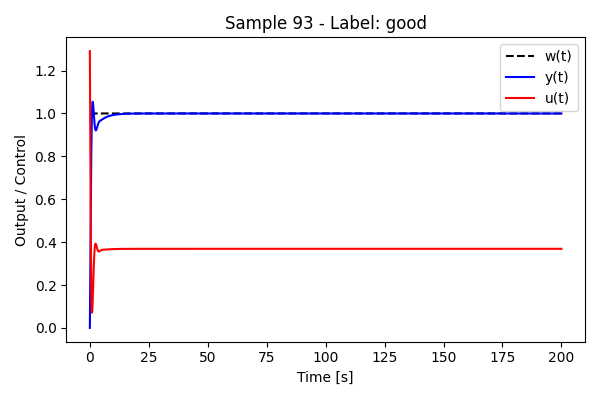 Sample 93 - Label: good
w(t)
y(t)
u(t)
Output / Control
1.2
1.0
0.8
0.6
0.4
0.2
0.0
0 25 50 75 100 125 150 175 200
Time [s]